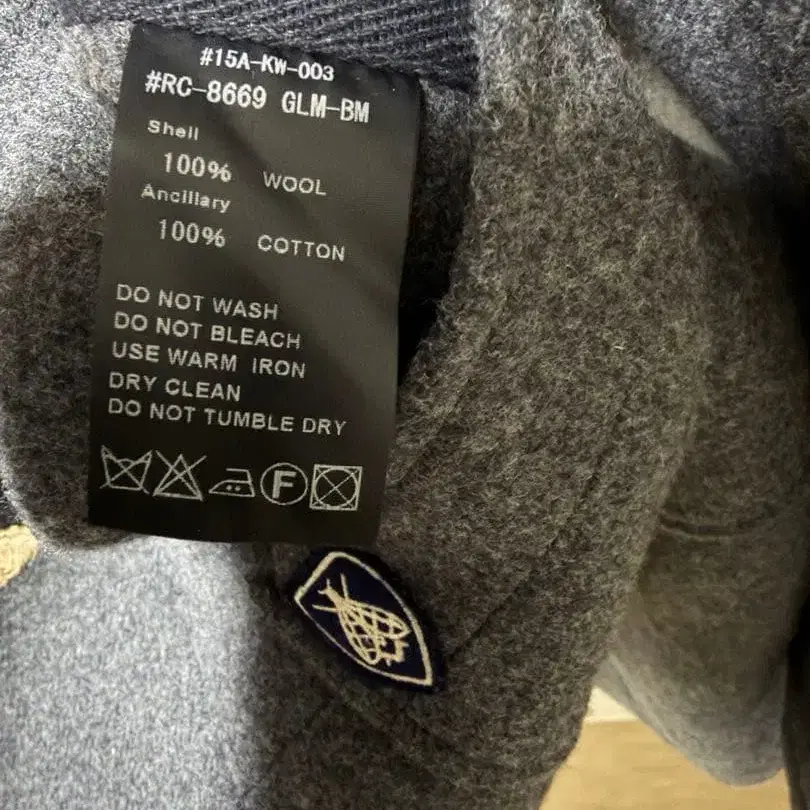 #15A-KW-003
#RC-8669 GLM-BM
Shell
100% WOOL
Ancillary
100% COTTON
DO NOT WASH
DO NOT BLEACH
USE WARM IRON
DRY CLEAN
DO NOT TUMBLE DRY
F